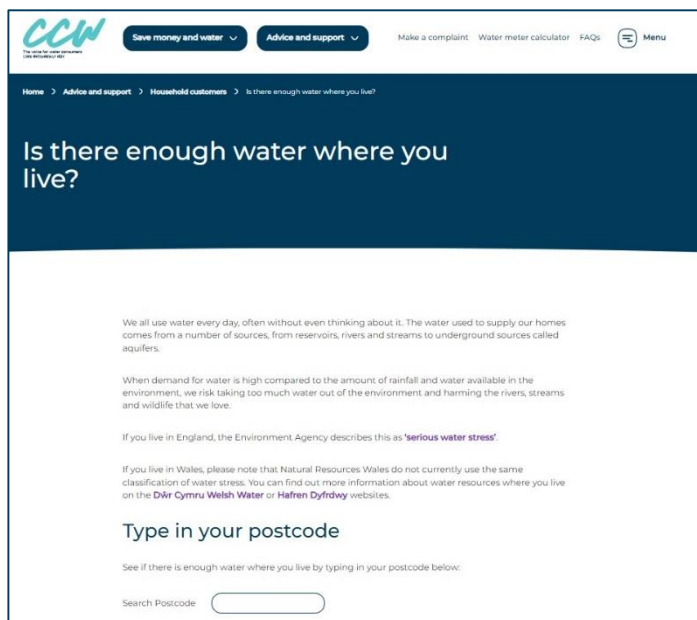 CCW
The voice for water consumers
Save money and water
Advice and support
Make a complaint
Water meter calculator
FAQs
Menu
Home > Advice and support > Household customers > Is there enough water where you live?
Is there enough water where you
live?
We all use water every day, often without even thinking about it. The water used to supply our homes
comes from a number of sources, from reservoirs, rivers and streams to underground sources called
aquifers.
When demand for water is high compared to the amount of rainfall and water available in the
environment, we risk taking too much water out of the environment and harming the rivers, streams
and wildlife that we love.
If you live in England, the Environment Agency describes this as 'serious water stress'.
If you live in Wales, please note that Natural Resources Wales do not currently use the same
classification of water stress. You can find out more information about water resources where you live
on the Dŵr Cymru Welsh Water or Hafren Dyfrdwy websites.
Type in your postcode
See if there is enough water where you live by typing in your postcode below:
Search Postcode